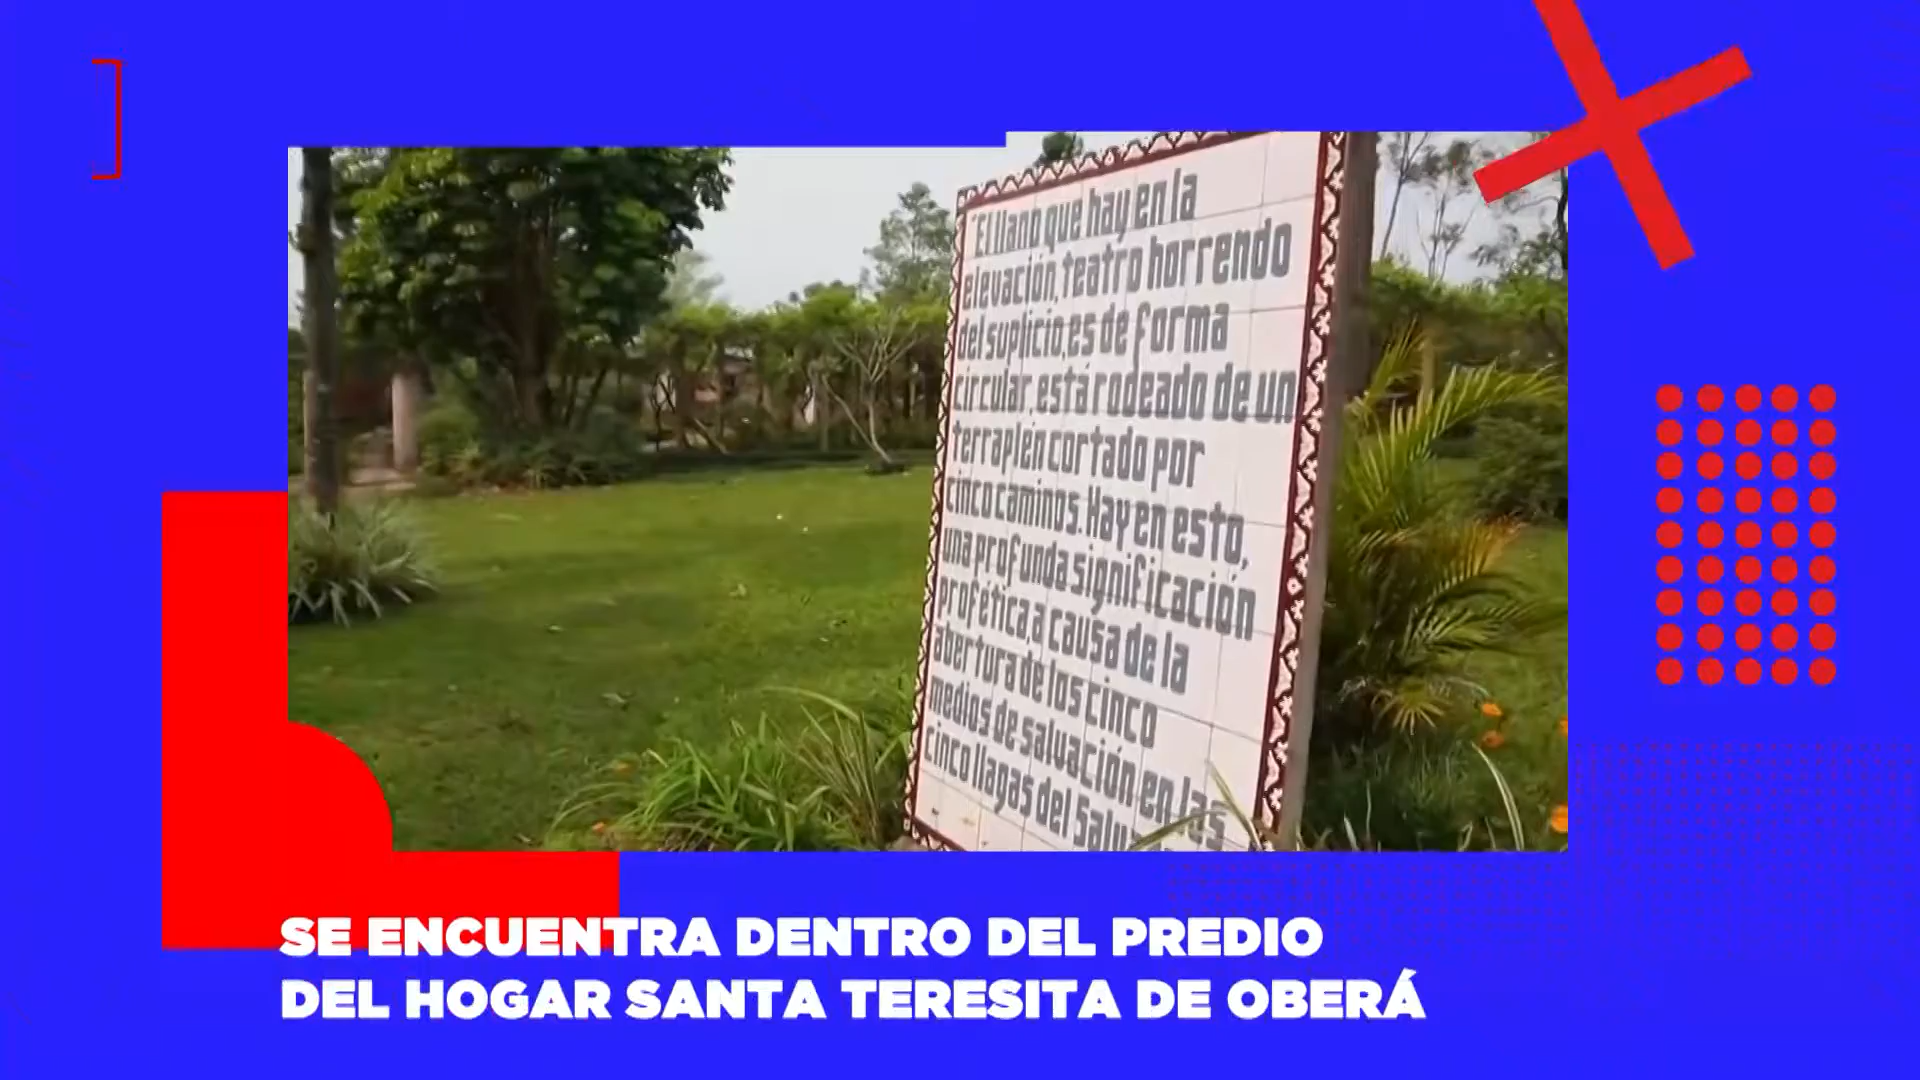 "El llano que hay en la
elevación, teatro horrendo
del suplicio, es de forma
circular, está rodeado de un
terraplén cortado por
cinco caminos. Hay en esto,
una profunda significación
profética, a causa de la
abertura de los cinco
medios de salvación en las
cinco llagas del
SE ENCUENTRA DENTRO DEL PREDIO
DEL HOGAR SANTA TERESITA DE OBERÁ